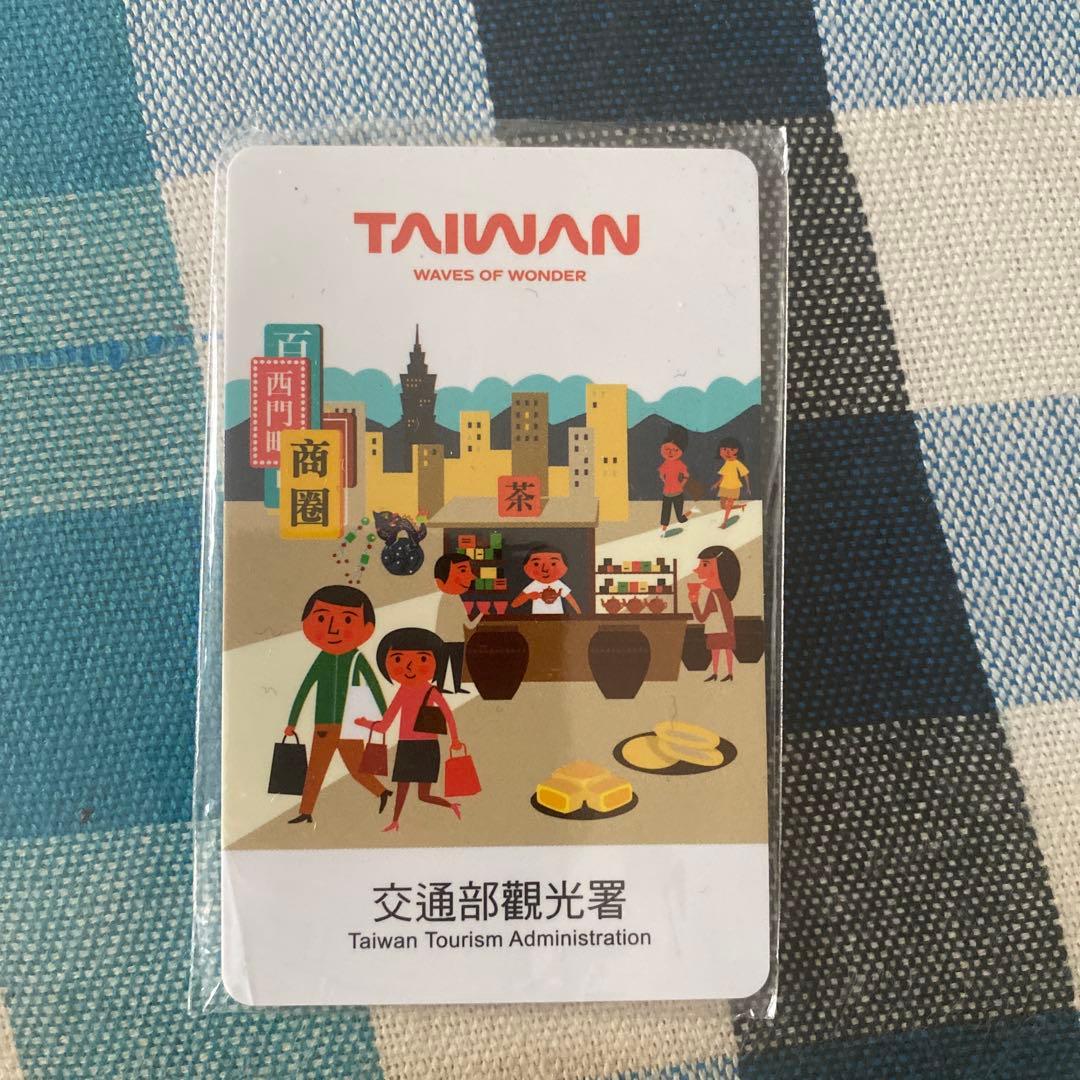 TAIWAN
WAVES OF WONDER
百
西門町
商圈
茶
交通部觀光署
Taiwan Tourism Administration